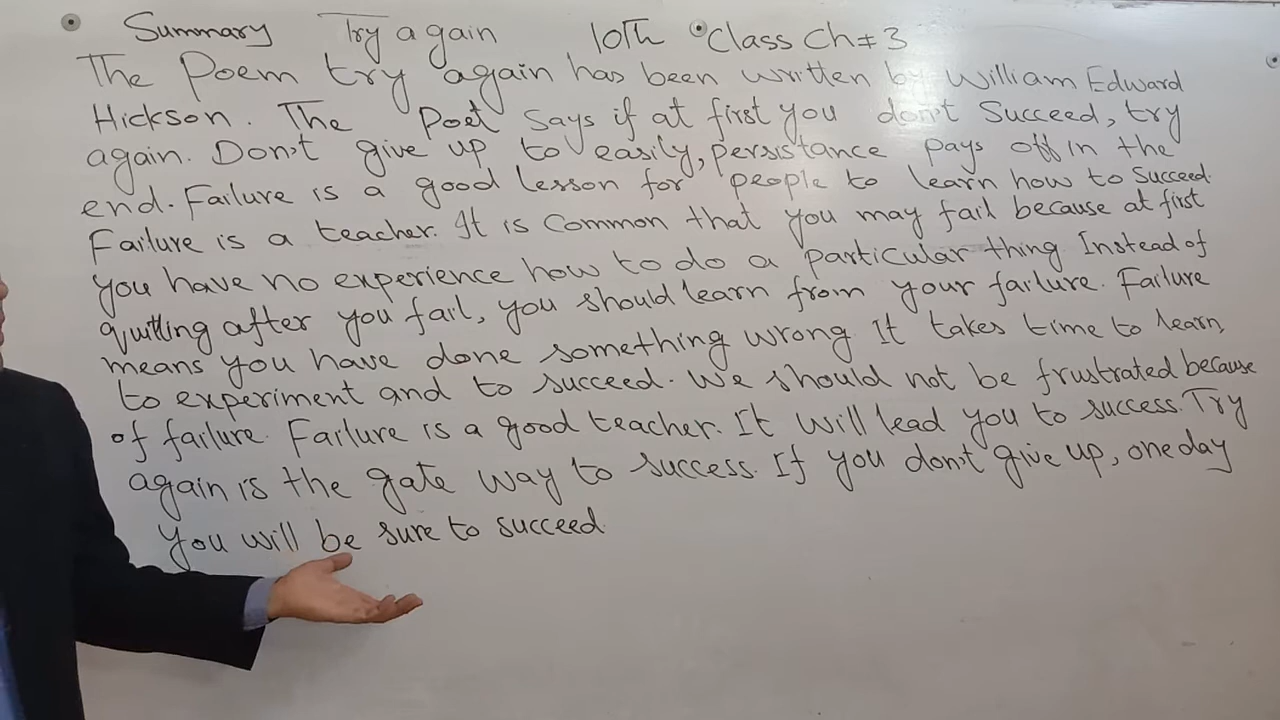 Summary Try again 10Th Class Ch # 3
The Poem try again has been written by William Edward
Hickson. The Poet Says if at first you don't Succeed, try
again. Don't give up to easily, persistance pays off in the
end. Failure is a good lesson for people to learn how to Succeed.
Failure is a teacher. It is Common that you may fail because at first
you have no experience how to do a particular thing Instead of
quitting after you fail, you should learn from your failure. Failure
means you have done something wrong It takes time to learn,
to experiment and to succeed. We should not be frustrated because
of failure. Failure is a good teacher. It will lead you to success. Try
again is the gate way to success. If you don't give up, one day
you will be sure to succeed.